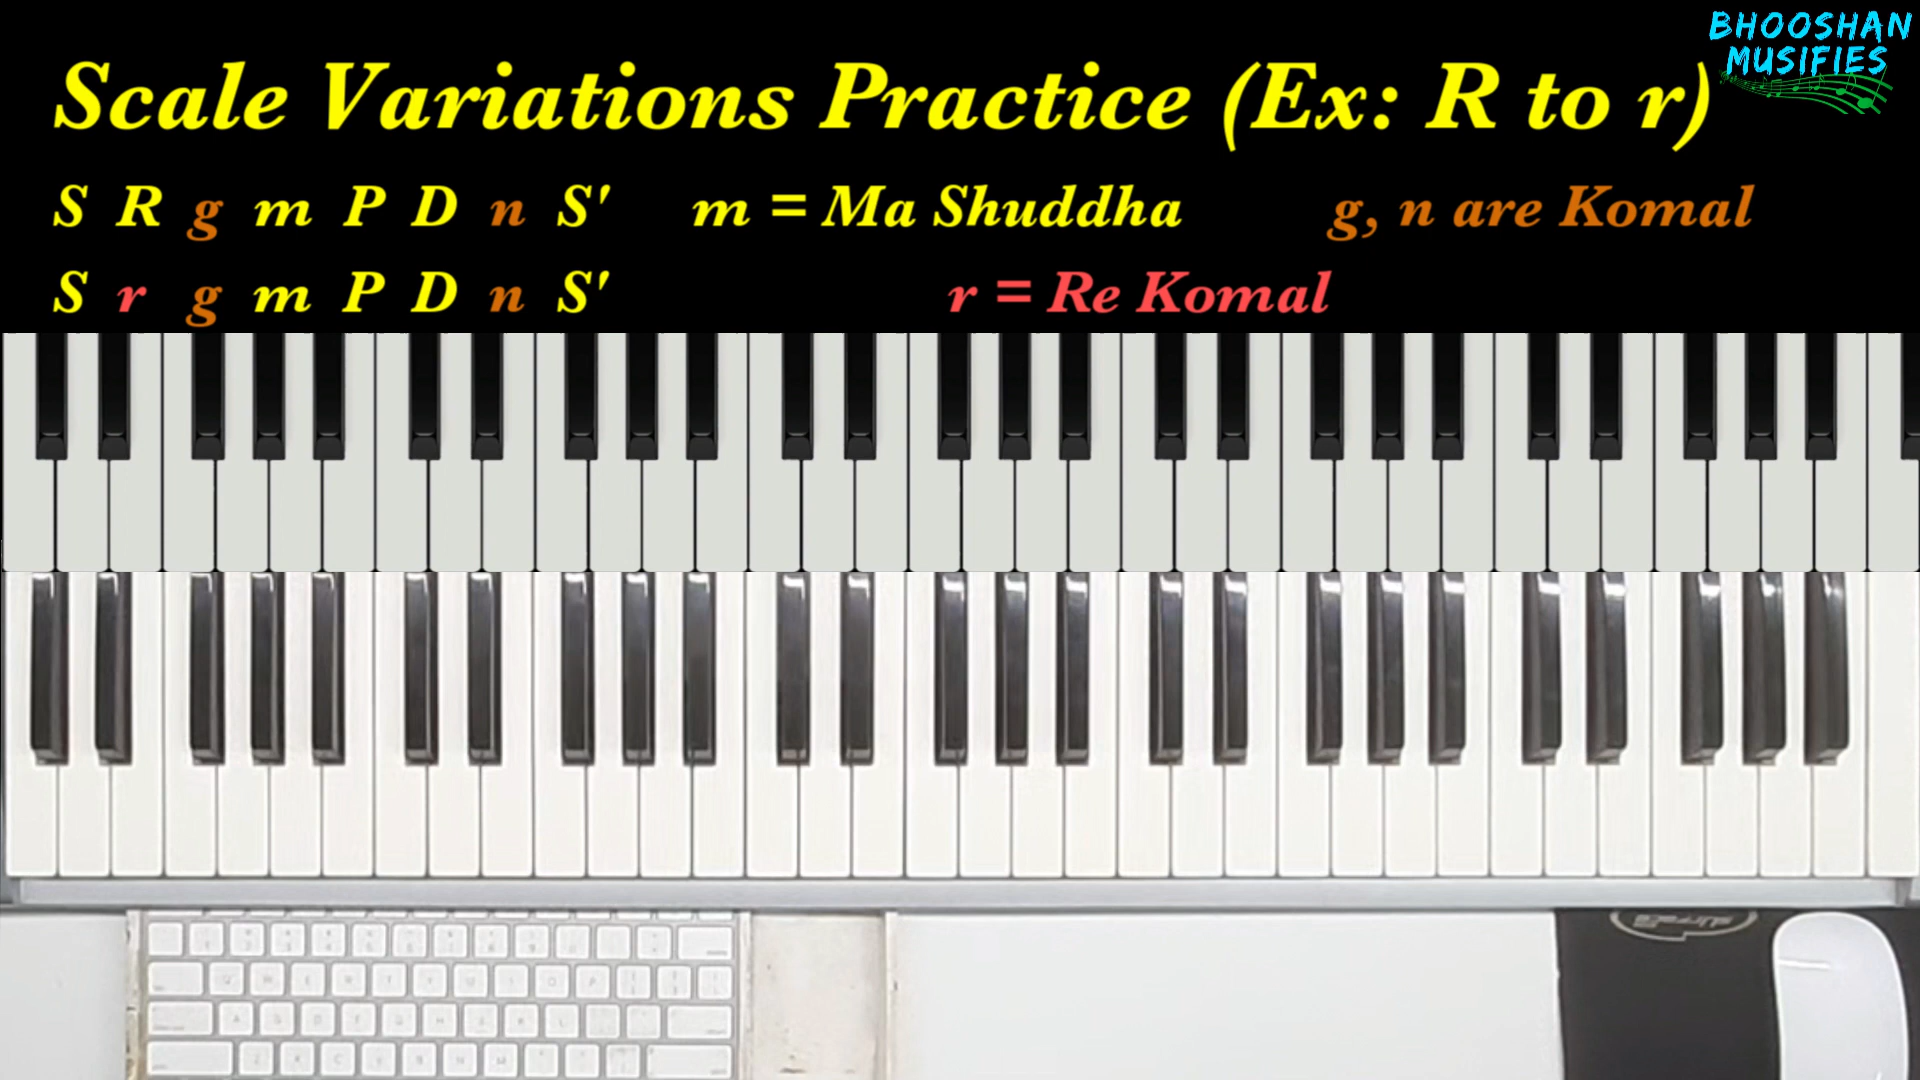 BHOOSHAN
MUSIFIES
Scale Variations Practice (Ex: R to r)
S R g m P D n S' m = Ma Shuddha g, n are Komal
S r g m P D n S' r = Re Komal